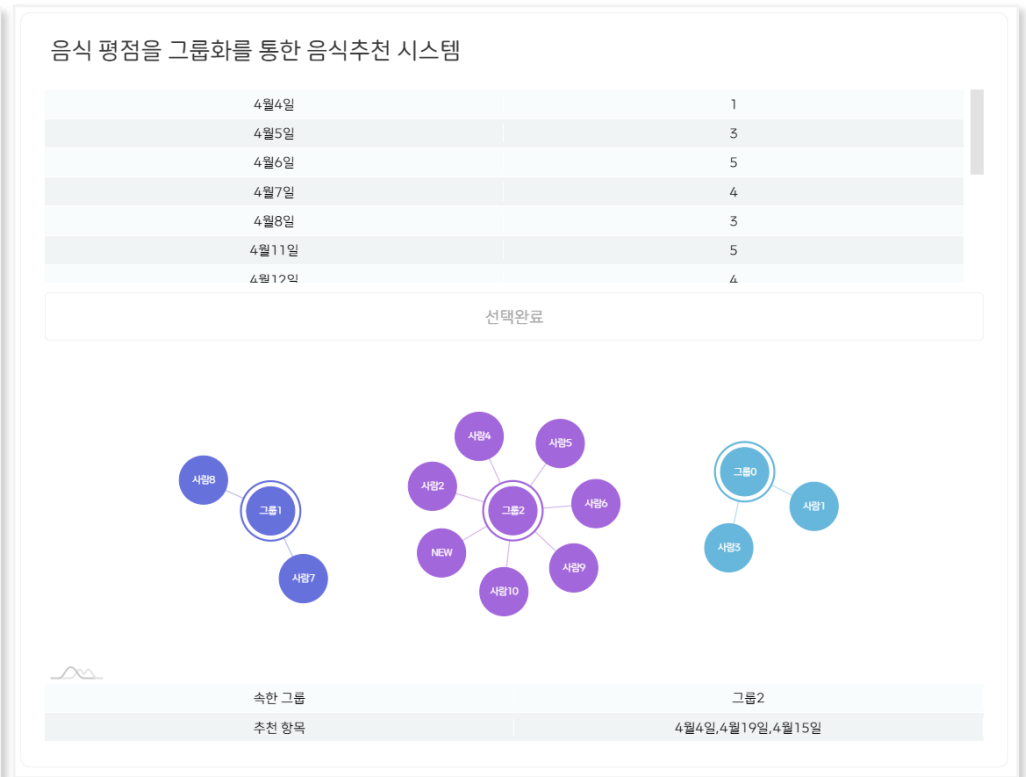 음식 평점을 그룹화를 통한 음식추천 시스템
4월4일 1
4월5일 3
4월6일 5
4월7일 4
4월8일 3
4월11일 5
4월12일 4
선택완료
사람4
사람5
사람8
사람2
그룹1
그룹2
사람6
그룹0
사람1
NEW
사람9
사람3
사람7
사람10
속한 그룹 그룹2
추천 항목 4월4일,4월19일,4월15일